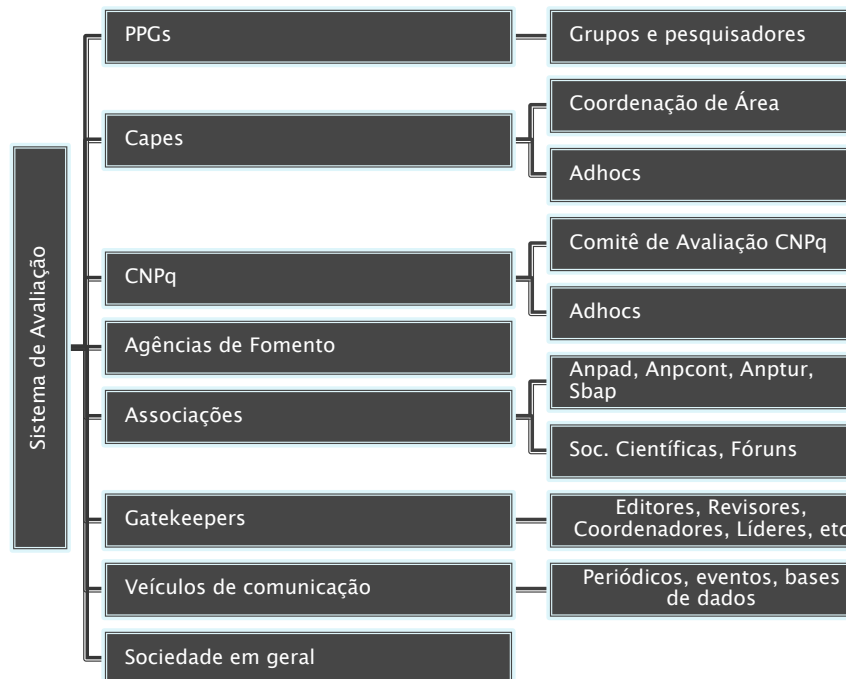 Sistema de Avaliação
PPGs
Grupos e pesquisadores
Capes
Coordenação de Área
Adhocs
CNPq
Comitê de Avaliação CNPq
Adhocs
Agências de Fomento
Associações
Anpad, Anpcont, Anptur,
Sbap
Soc. Científicas, Fóruns
Gatekeepers
Editores, Revisores,
Coordenadores, Líderes, etc
Veículos de comunicação
Periódicos, eventos, bases
de dados
Sociedade em geral